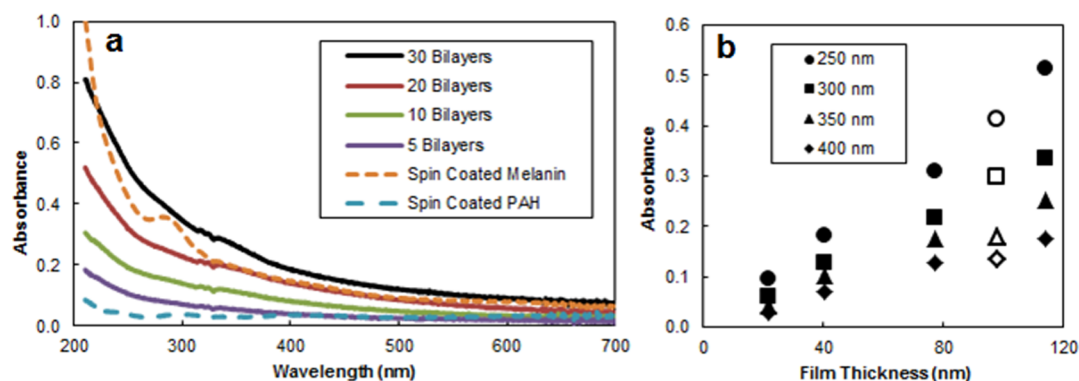 a
1.0
0.8
0.6
0.4
0.2
0.0
Absorbance
200 300 400 500 600 700
Wavelength (nm)
30 Bilayers
20 Bilayers
10 Bilayers
5 Bilayers
Spin Coated Melanin
Spin Coated PAH
b
0.6
0.5
0.4
0.3
0.2
0.1
0.0
Absorbance
0 40 80 120
Film Thickness (nm)
250 nm
300 nm
350 nm
400 nm